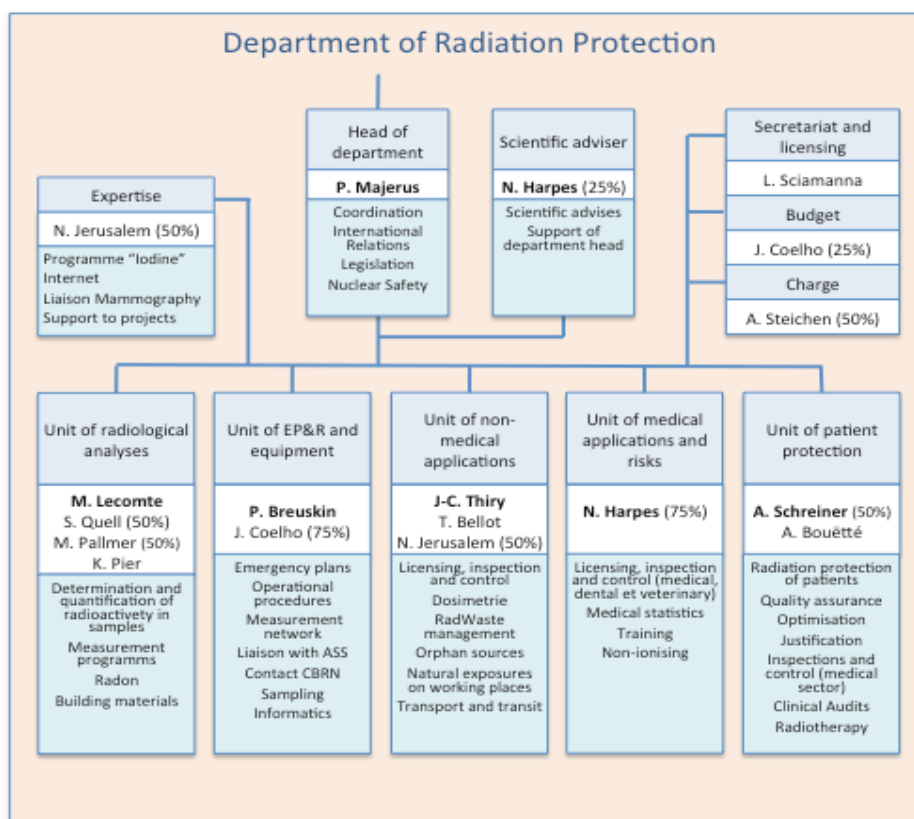 Department of Radiation Protection
Head of
department
P. Majerus
Coordination
International
Relations
Legislation
Nuclear Safety
Scientific adviser
N. Harpes (25%)
Scientific advises
Support of
department head
Secretariat and
licensing
L. Sciamanna
Budget
J. Coelho (25%)
Charge
A. Steichen (50%)
Expertise
N. Jerusalem (50%)
Programme "Iodine"
Internet
Liaison Mammography
Support to projects
Unit of radiological
analyses
M. Lecomte
S. Quell (50%)
M. Pallmer (50%)
K. Pier
Determination and
quantification of
radioactivety in
samples
Measurement
programms
Radon
Building materials
Unit of EP&R and
equipment
P. Breuskin
J. Coelho (75%)
Emergency plans
Operational
procedures
Measurement
network
Liaison with ASS
Contact CBRN
Sampling
Informatics
Unit of non-
medical
applications
J-C. Thiry
T. Bellot
N. Jerusalem (50%)
Licensing, inspection
and control
Dosimetrie
RadWaste
management
Orphan sources
Natural exposures
on working places
Transport and transit
Unit of medical
applications and
risks
N. Harpes (75%)
Licensing, inspection
and control (medical,
dental et veterinary)
Medical statistics
Training
Non-ionising
Unit of patient
protection
A. Schreiner (50%)
A. Bouëtté
Radiation protection
of patients
Quality assurance
Optimisation
Justification
Inspections and
control (medical
sector)
Clinical Audits
Radiotherapy